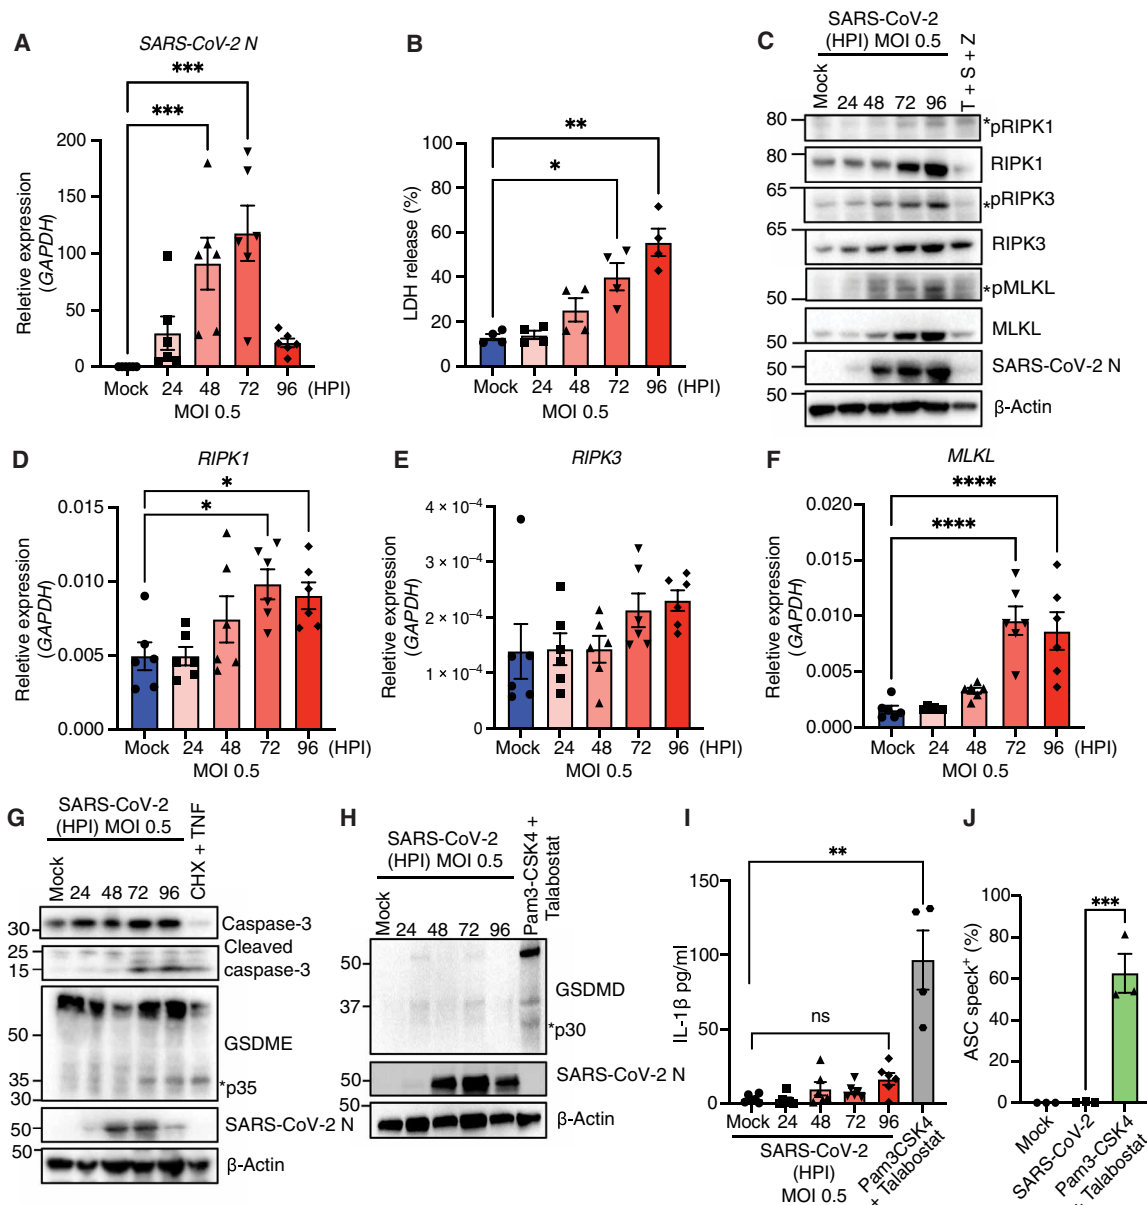 A
SARS-CoV-2 N
***
***
Reletive expression
(GAPDH)
200
150
100
50
0
Mock 24 48 72 96 (HPI)
MOI 0.5
B
**
*
LDH release (%)
100
80
60
40
20
0
Mock 24 48 72 96 (HPI)
MOI 0.5
C
SARS-CoV-2
(HPI) MOI 0.5
Mock 24 48 72 96 T + S + Z
80 *pRIPK1
80 RIPK1
65 *pRIPK3
65 RIPK3
50 *pMLKL
50 MLKL
50 SARS-CoV-2 N
50 β-Actin
D
RIPK1
*
*
Reletive expression
(GAPDH)
0.015
0.010
0.005
0.000
Mock 24 48 72 96 (HPI)
MOI 0.5
E
RIPK3
Reletive expression
(GAPDH)
4 × 10⁻⁴
3 × 10⁻⁴
2 × 10⁻⁴
1 × 10⁻⁴
0
Mock 24 48 72 96 (HPI)
MOI 0.5
F
MLKL
****
****
Reletive expression
(GAPDH)
0.020
0.015
0.010
0.005
0.000
Mock 24 48 72 96 (HPI)
MOI 0.5
G
SARS-CoV-2
(HPI) MOI 0.5
Mock 24 48 72 96 CHX + TNF
30 Caspase-3
25 Cleaved
15 caspase-3
50 GSDME
35 *p35
30
50 SARS-CoV-2 N
50 β-Actin
H
SARS-CoV-2
(HPI) MOI 0.5
Mock 24 48 72 96 Pam3-CSK4 +
Talabostat
50
GSDMD
37
*p30
50 SARS-CoV-2 N
50 β-Actin
I
**
ns
IL-1β pg/ml
150
100
50
0
Mock 24 48 72 96 Pam3CSK4
+ Talabostat
SARS-CoV-2
(HPI)
MOI 0.5
J
***
ASC speck⁺ (%)
100
80
60
40
20
0
Mock
SARS-CoV-2
Pam3-CSK4
Talabostat